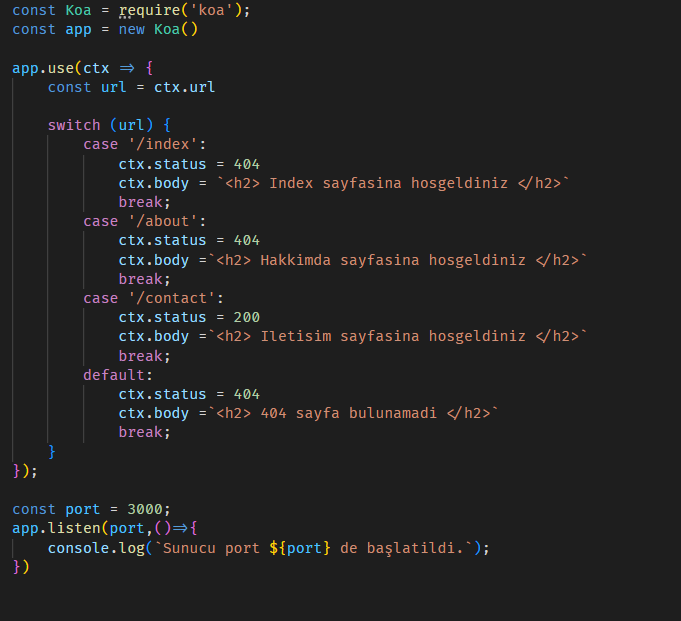 const Koa = require('koa');
const app = new Koa()

app.use(ctx => {
    const url = ctx.url

    switch (url) {
        case '/index':
            ctx.status = 404
            ctx.body = `<h2> Index sayfasina hosgeldiniz </h2>`
            break;
        case '/about':
            ctx.status = 404
            ctx.body =`<h2> Hakkimda sayfasina hosgeldiniz </h2>`
            break;
        case '/contact':
            ctx.status = 200
            ctx.body =`<h2> Iletisim sayfasina hosgeldiniz </h2>`
            break;
        default:
            ctx.status = 404
            ctx.body =`<h2> 404 sayfa bulunamadi </h2>`
            break;
    }
});

const port = 3000;
app.listen(port,()=>{
    console.log(`Sunucu port ${port} de başlatildi.`);
})